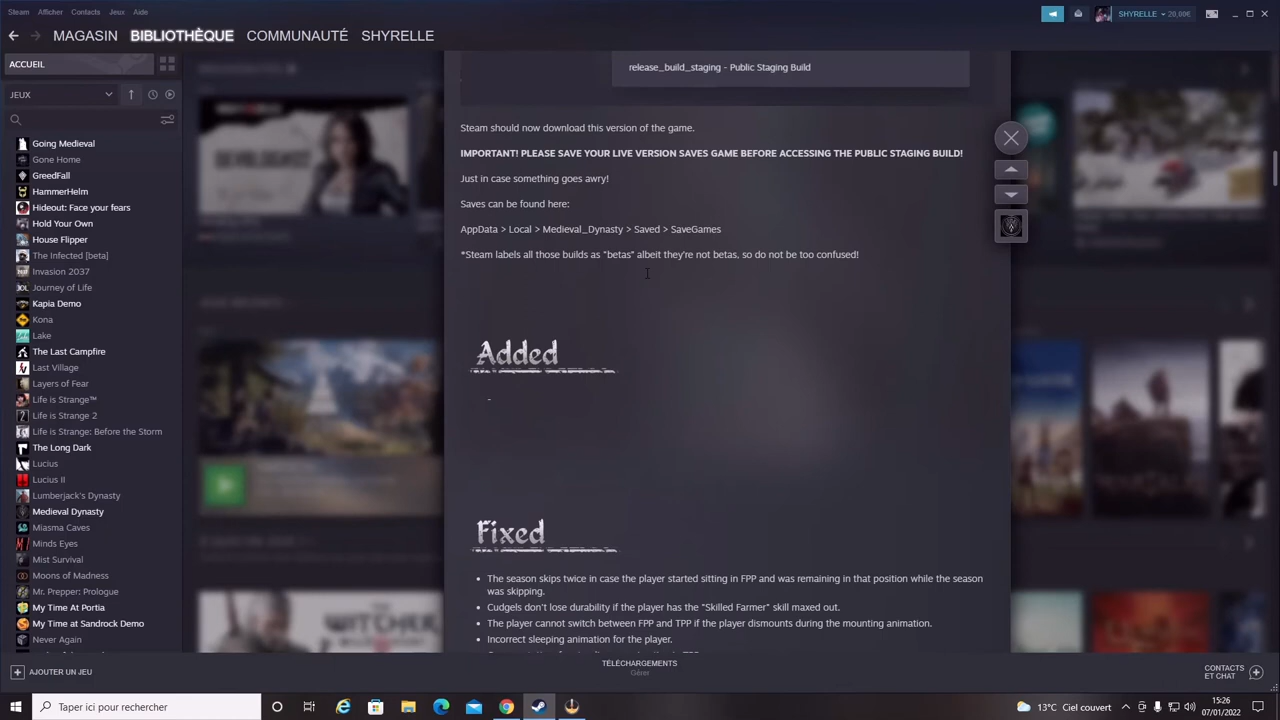 Steam Afficher Contacts Jeux Aide
SHYRELLE 20,00€
MAGASIN BIBLIOTHÈQUE COMMUNAUTÉ SHYRELLE
ACCUEIL
JEUX
Going Medieval
Gone Home
GreedFall
HammerHelm
Hideout: Face your fears
Hold Your Own
House Flipper
The Infected [beta]
Invasion 2037
Journey of Life
Kapia Demo
Kona
Lake
The Last Campfire
Last Village
Layers of Fear
Life is Strange™
Life is Strange 2
Life is Strange: Before the Storm
The Long Dark
Lucius
Lucius II
Lumberjack's Dynasty
Medieval Dynasty
Miasma Caves
Minds Eyes
Mist Survival
Moons of Madness
Mr. Prepper: Prologue
My Time At Portia
My Time at Sandrock Demo
Never Again
release_build_staging - Public Staging Build
Steam should now download this version of the game.
IMPORTANT! PLEASE SAVE YOUR LIVE VERSION SAVES GAME BEFORE ACCESSING THE PUBLIC STAGING BUILD!
Just in case something goes awry!
Saves can be found here:
AppData > Local > Medieval_Dynasty > Saved > SaveGames
*Steam labels all those builds as "betas" albeit they're not betas, so do not be too confused!
Added
-
Fixed
• The season skips twice in case the player started sitting in FPP and was remaining in that position while the season
was skipping.
• Cudgels don't lose durability if the player has the "Skilled Farmer" skill maxed out.
• The player cannot switch between FPP and TPP if the player dismounts during the mounting animation.
• Incorrect sleeping animation for the player.
THE WITCHER
AJOUTER UN JEU
TÉLÉCHARGEMENTS
Gérer
CONTACTS
ET CHAT
Taper ici pour rechercher
13°C Ciel couvert
15:26
07/01/2022